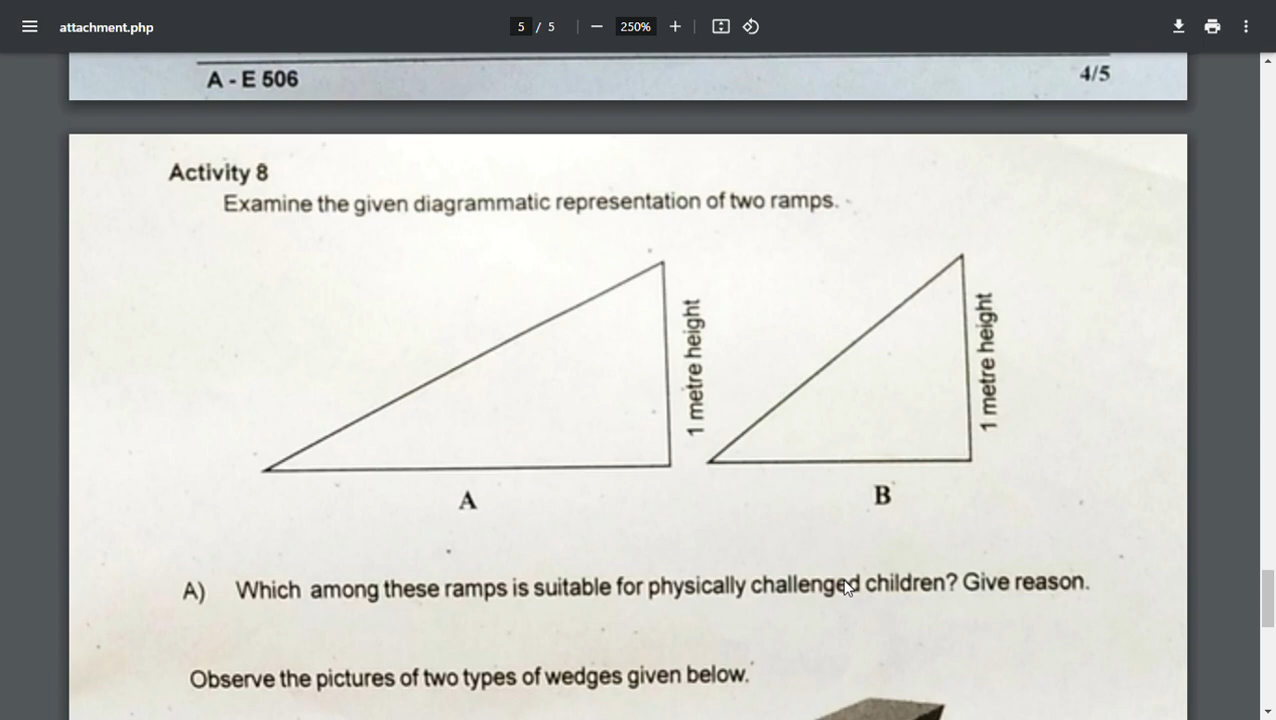 attachment.php
5 / 5
250%
A - E 506
4/5
Activity 8
Examine the given diagrammatic representation of two ramps.
1 metre height
1 metre height
A
B
A) Which among these ramps is suitable for physically challenged children? Give reason.
Observe the pictures of two types of wedges given below.